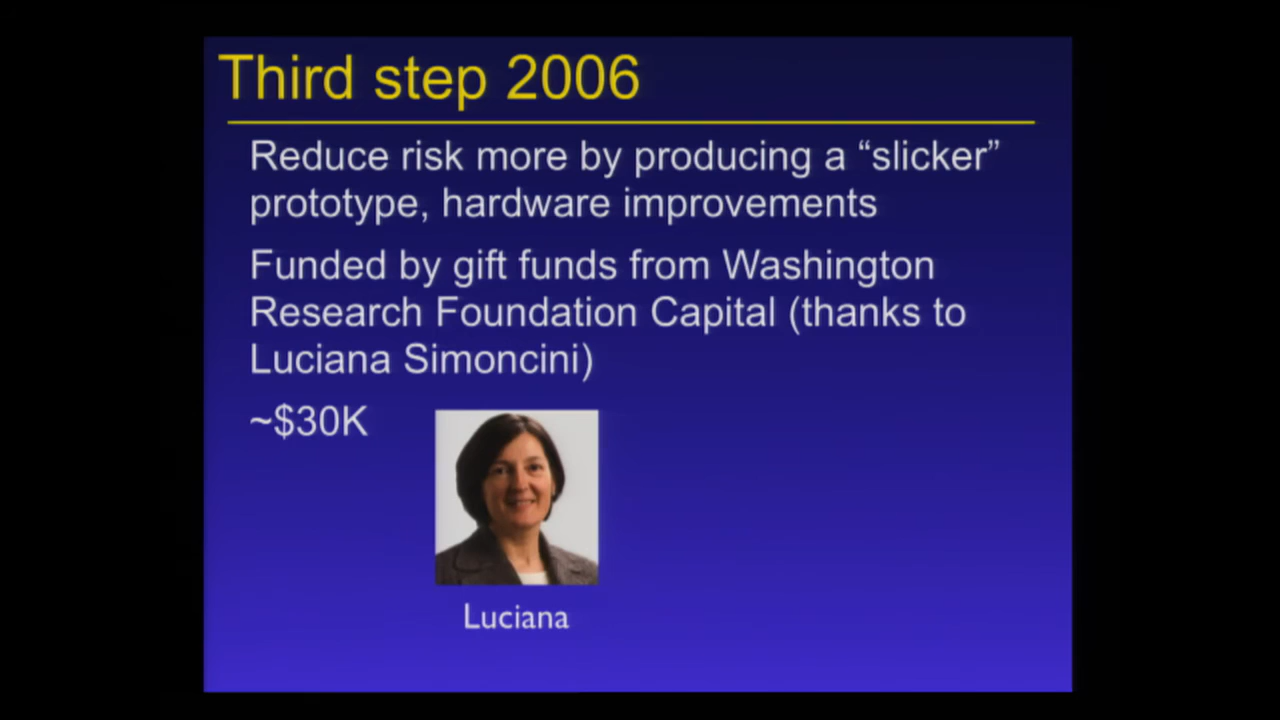 Third step 2006
Reduce risk more by producing a “slicker”
prototype, hardware improvements
Funded by gift funds from Washington
Research Foundation Capital (thanks to
Luciana Simoncini)
~$30K
Luciana